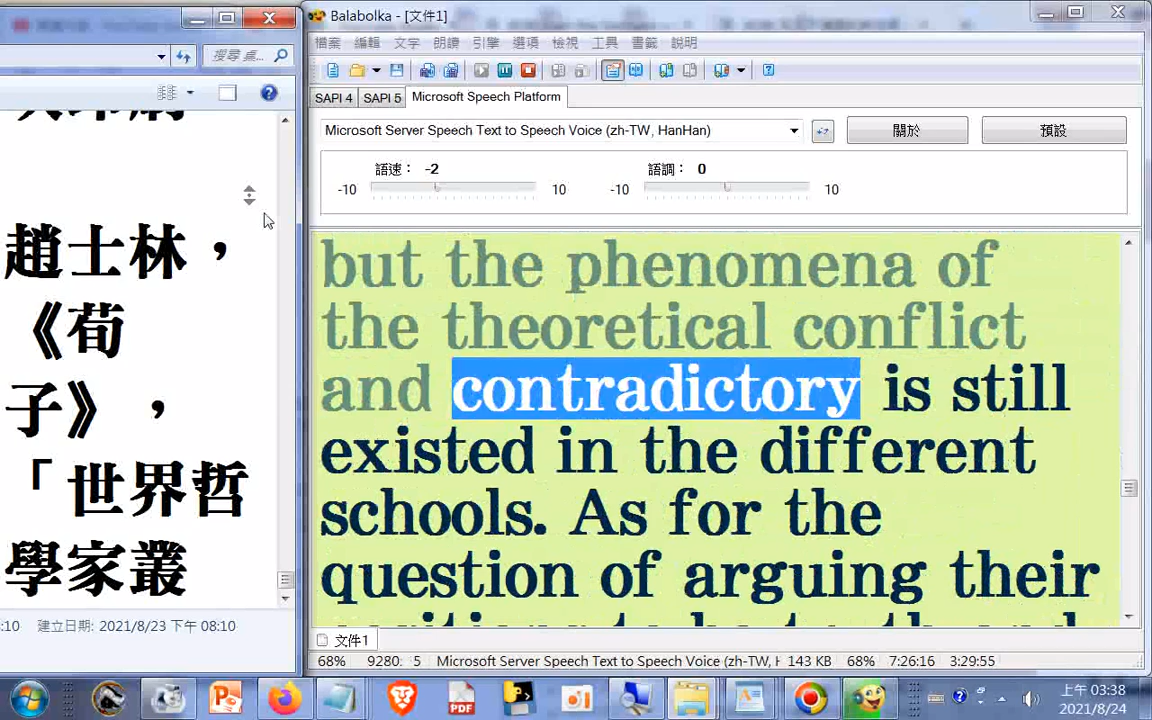 Balabolka - [文件1]
檔案 編輯 文字 朗讀 引擎 選項 檢視 工具 書籤 說明
搜尋 桌...
SAPI 4 SAPI 5 Microsoft Speech Platform
Microsoft Server Speech Text to Speech Voice (zh-TW, HanHan)
關於 預設
語速： -2 語調： 0
-10 10 -10 10
趙士林，
《荀
子》，
「世界哲
學家叢
:10 建立日期: 2021/8/23 下午 08:10
but the phenomena of
the theoretical conflict
and contradictory is still
existed in the different
schools. As for the
question of arguing their
文件1
68% 9280: 5 Microsoft Server Speech Text to Speech Voice (zh-TW, H 143 KB 68% 7:26:16 3:29:55
PDF
上午 03:38
2021/8/24